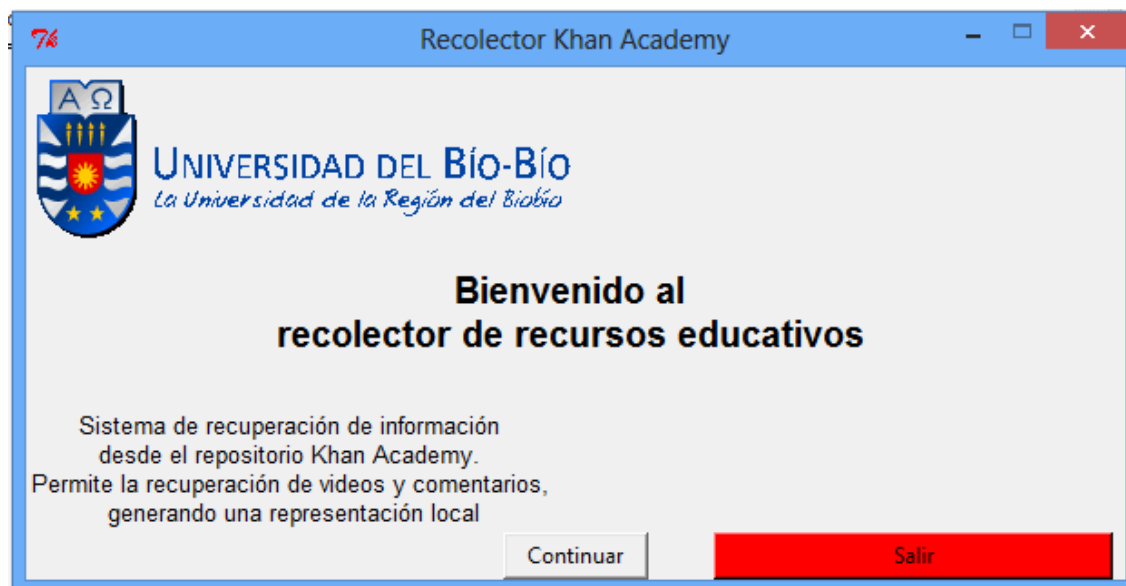 Recolector Khan Academy
ΑΩ
UNIVERSIDAD DEL BÍO-BÍO
La Universidad de la Región del Biobío
Bienvenido al
recolector de recursos educativos
Sistema de recuperación de información
desde el repositorio Khan Academy.
Permite la recuperación de videos y comentarios,
generando una representación local
Continuar
Salir